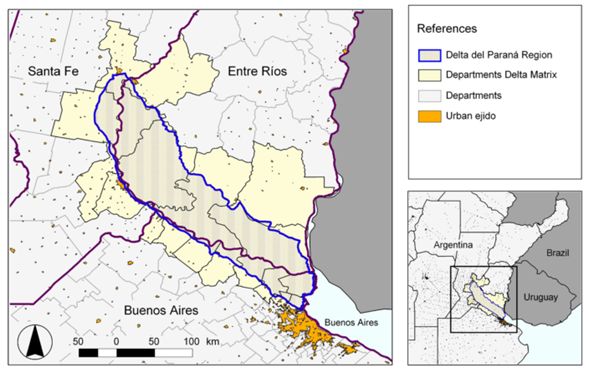 Santa Fe
Entre Ríos
Buenos Aires
Buenos Aires
50 0 50 100 km
References
Delta del Paraná Region
Departments Delta Matrix
Departments
Urban ejido
Argentina
Brazil
Uruguay